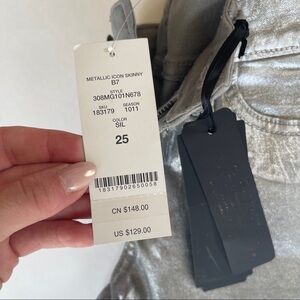 METALLIC ICON SKINNY
B7
STYLE
308MG101N678
SKU SEASON
183179 1011
COLOR
SIL
25
18317902650058
CN $148.00
US $129.00